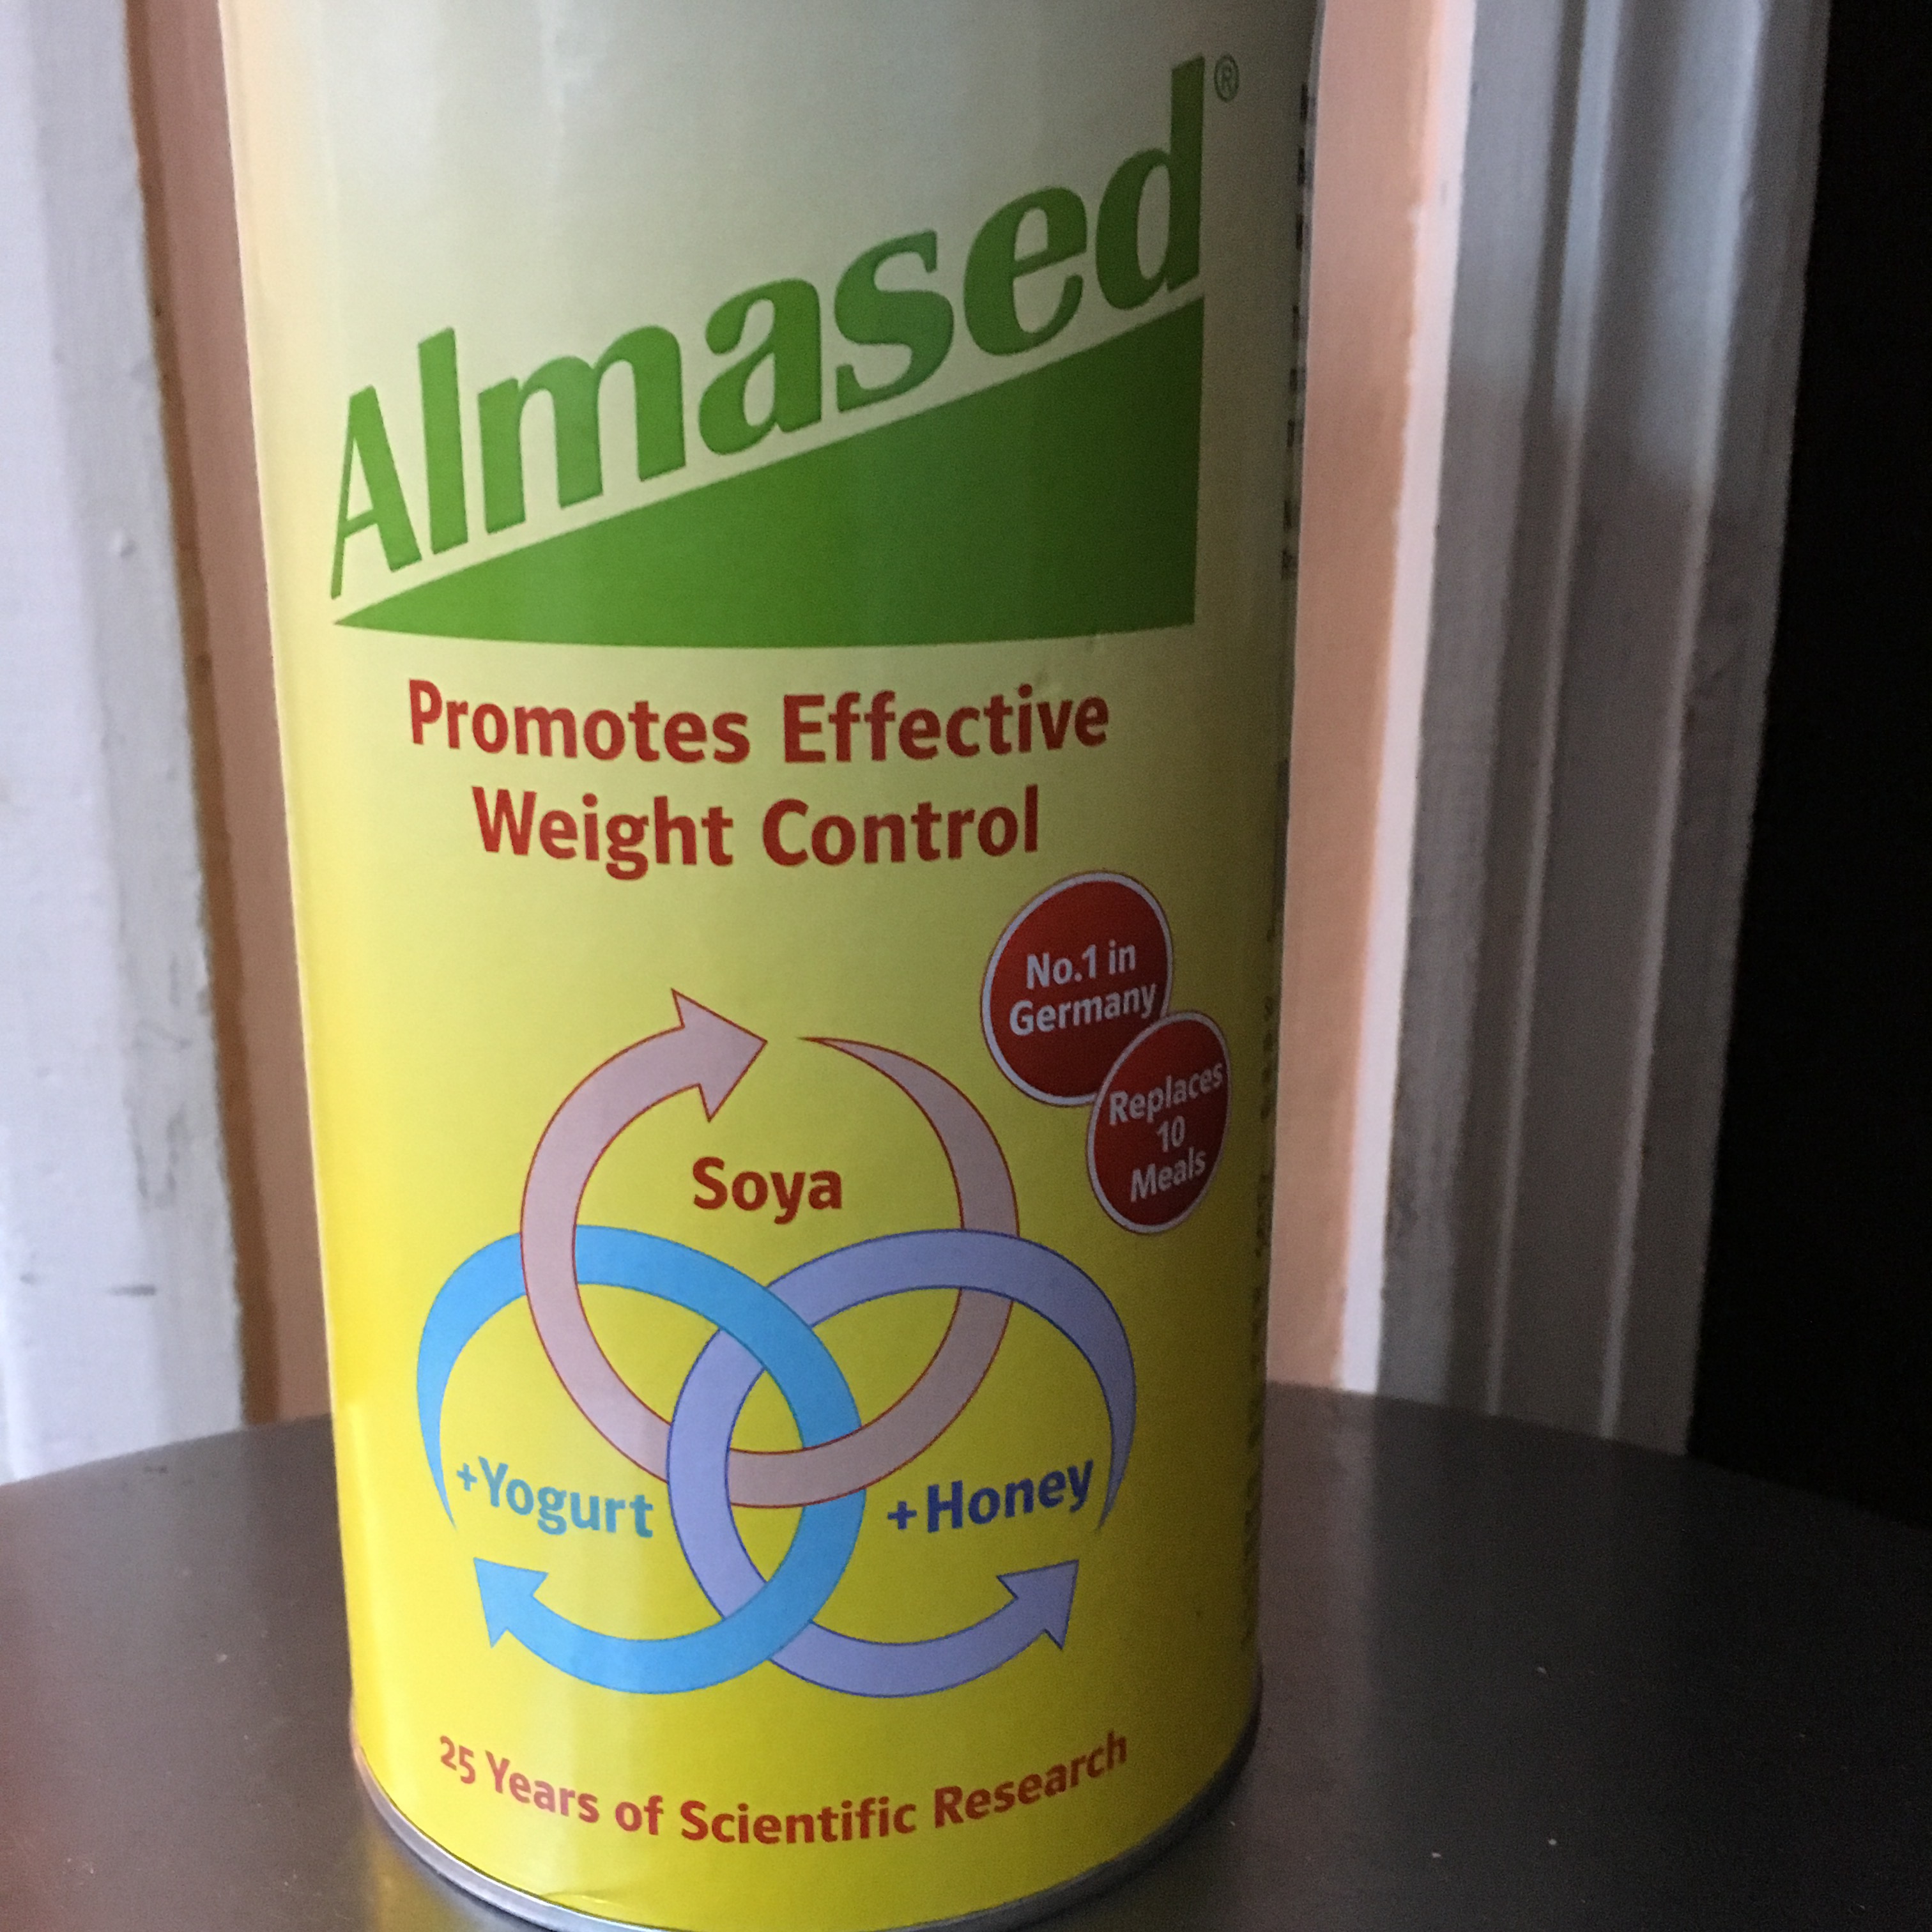 Almased®
Promotes Effective
Weight Control
No.1 in
Germany
Replaces
10
Meals
Soya
+Yogurt
+Honey
25 Years of Scientific Research